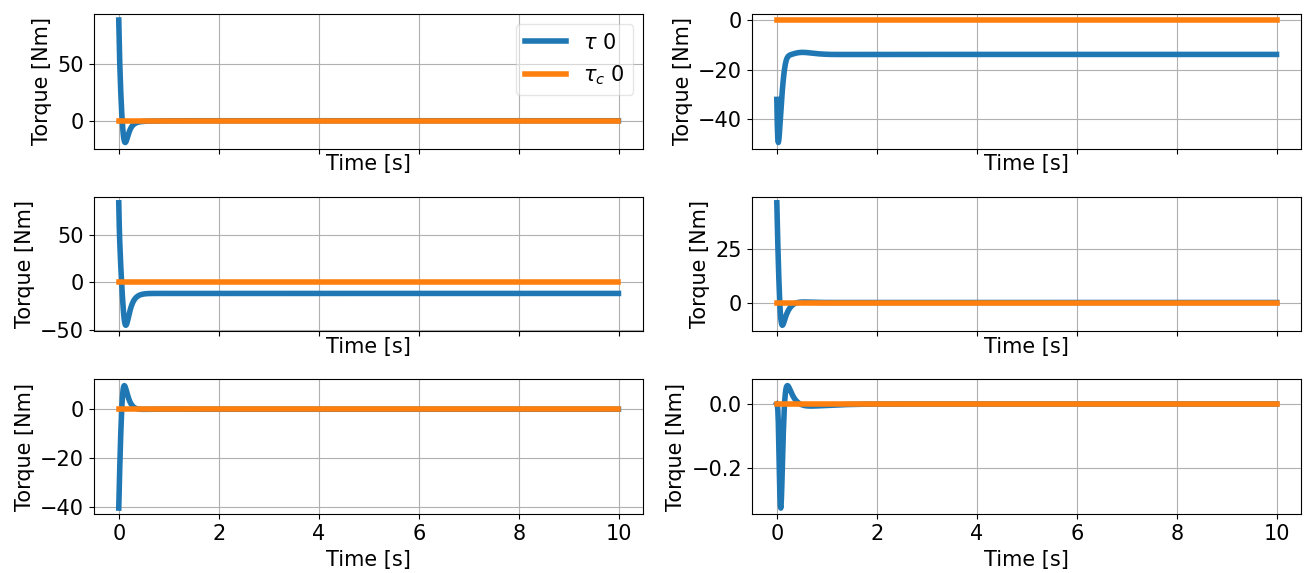 Torque [Nm]
50
0
τ 0
τc 0
Time [s]
Torque [Nm]
0
−20
−40
Time [s]
Torque [Nm]
50
0
−50
Time [s]
Torque [Nm]
25
0
Time [s]
Torque [Nm]
0
−20
−40
0 2 4 6 8 10
Time [s]
Torque [Nm]
0.0
−0.2
0 2 4 6 8 10
Time [s]